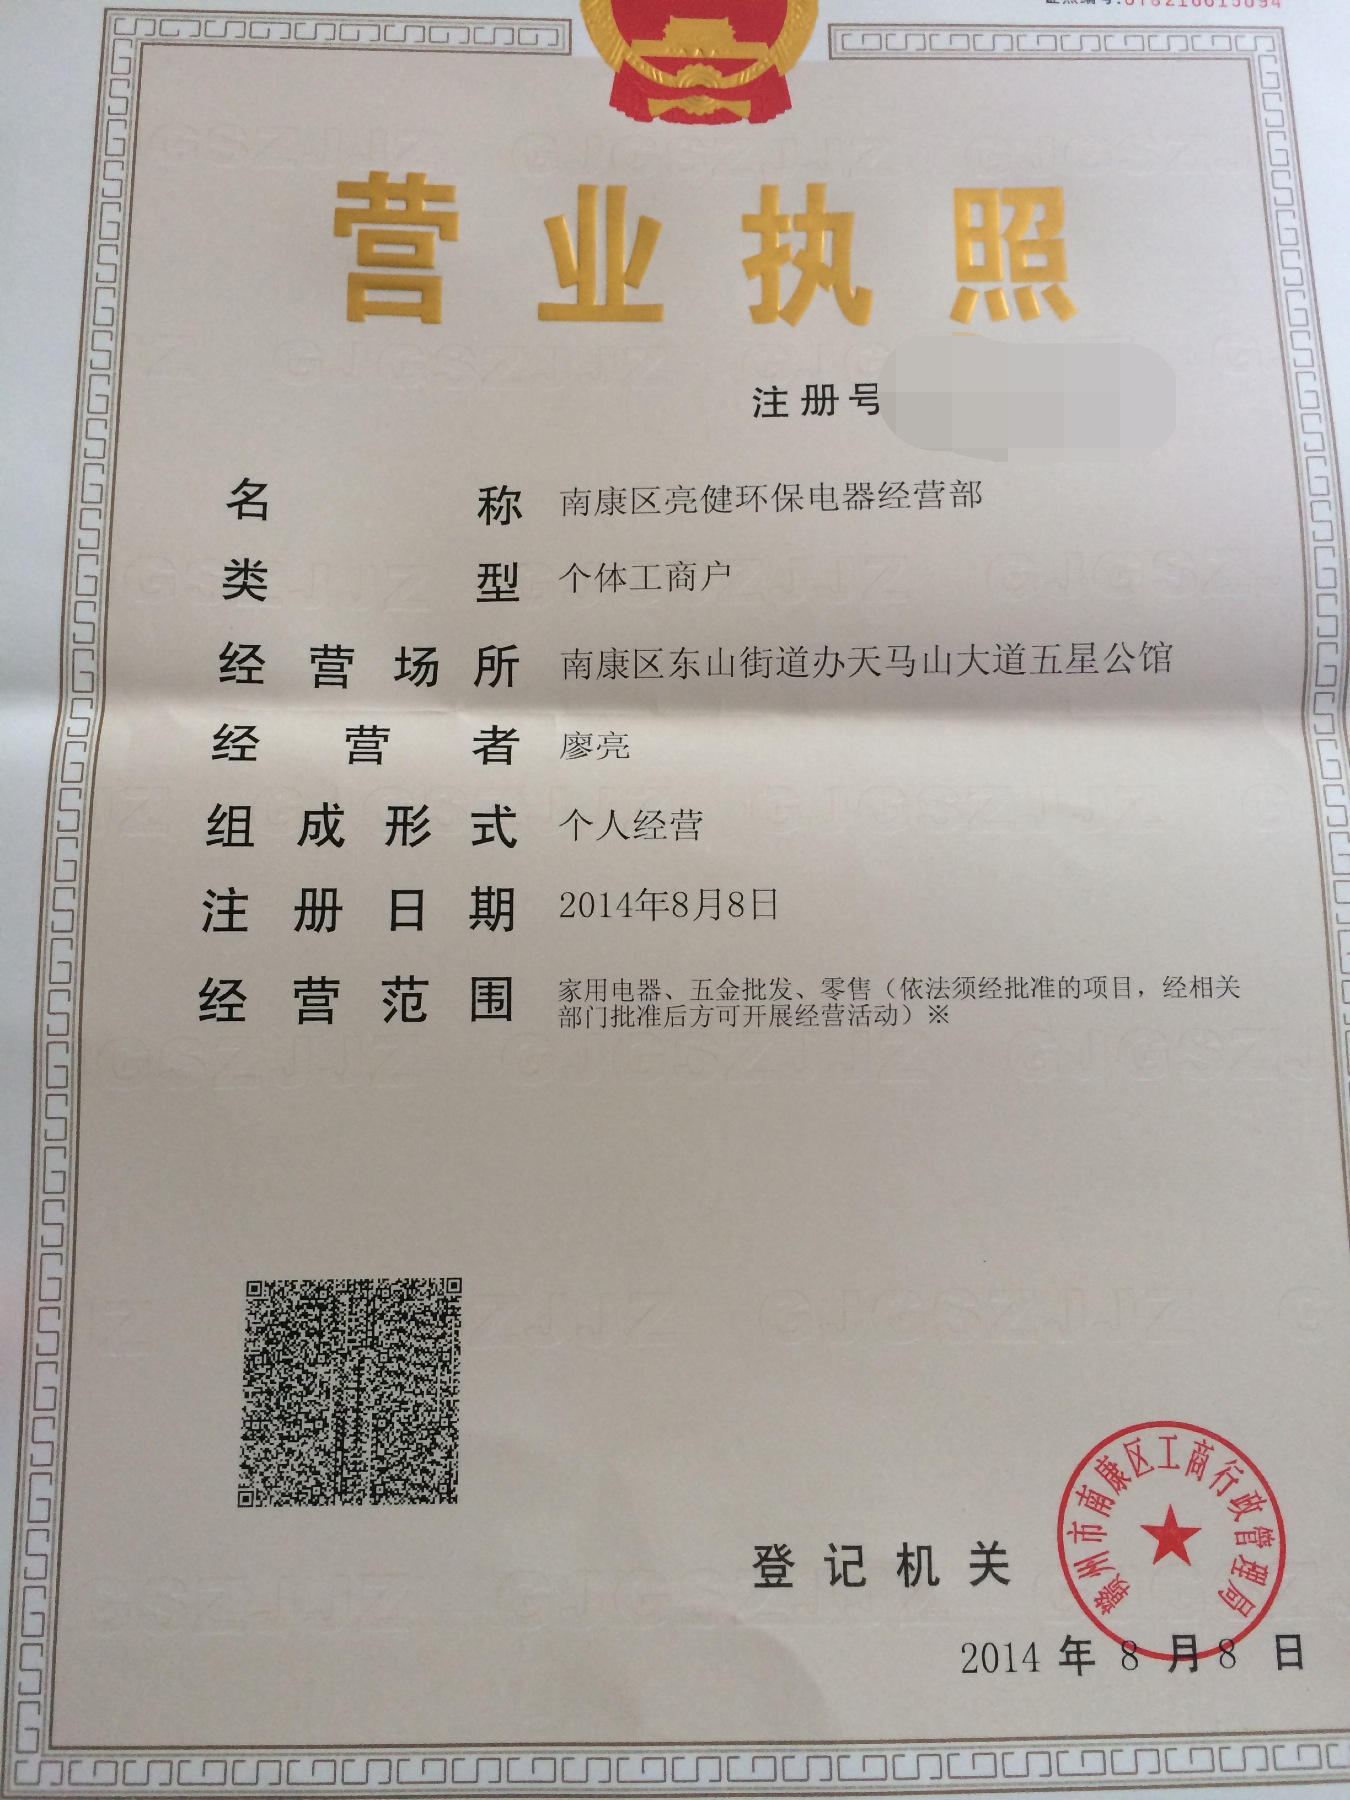 营业执照
注册号
名称 南康区亮健环保电器经营部
类型 个体工商户
经营场所 南康区东山街道办天马山大道五星公馆
经营者 廖亮
组成形式 个人经营
注册日期 2014年8月8日
经营范围 家用电器、五金批发、零售（依法须经批准的项目，经相关
部门批准后方可开展经营活动）※
赣州市南康区工商行政管理局
登记机关
2014 年 8 月 8 日